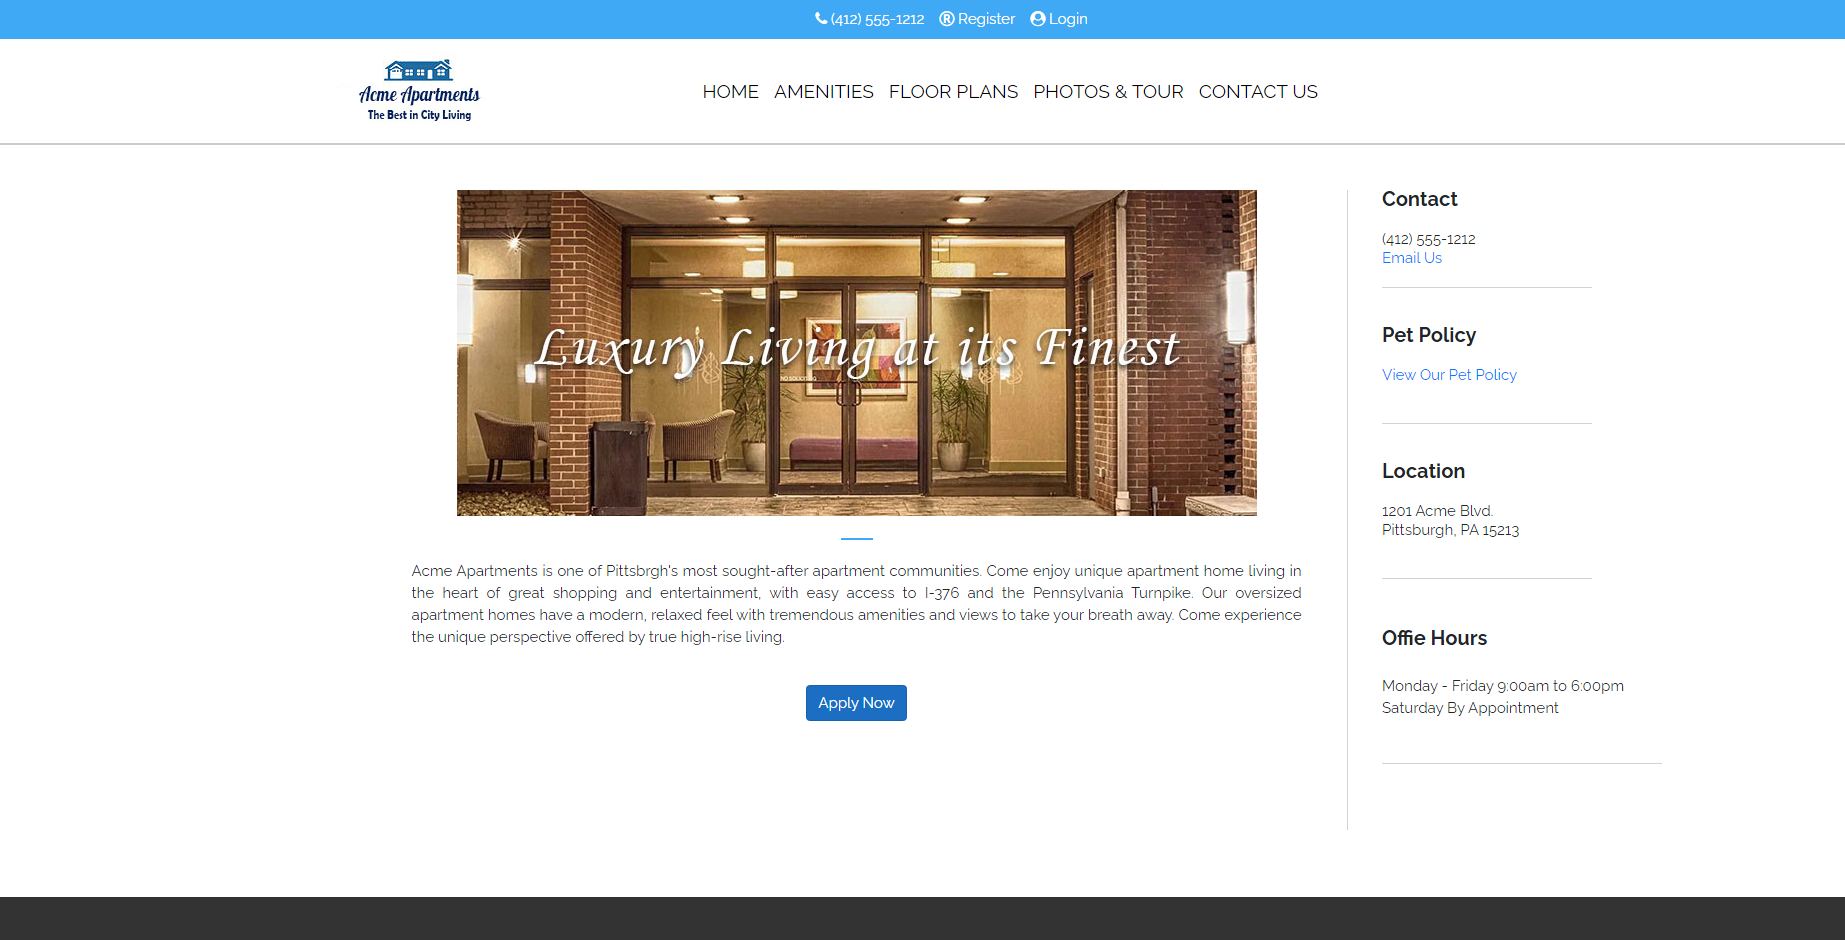 (412) 555-1212 Register Login
Acme Apartments
The Best in City Living
HOME AMENITIES FLOOR PLANS PHOTOS & TOUR CONTACT US
Luxury Living at its Finest
NO SOLICITING
Acme Apartments is one of Pittsbrgh's most sought-after apartment communities. Come enjoy unique apartment home living in
the heart of great shopping and entertainment, with easy access to I-376 and the Pennsylvania Turnpike. Our oversized
apartment homes have a modern, relaxed feel with tremendous amenities and views to take your breath away. Come experience
the unique perspective offered by true high-rise living.
Apply Now
Contact
(412) 555-1212
Email Us
Pet Policy
View Our Pet Policy
Location
1201 Acme Blvd.
Pittsburgh, PA 15213
Offie Hours
Monday - Friday 9:00am to 6:00pm
Saturday By Appointment